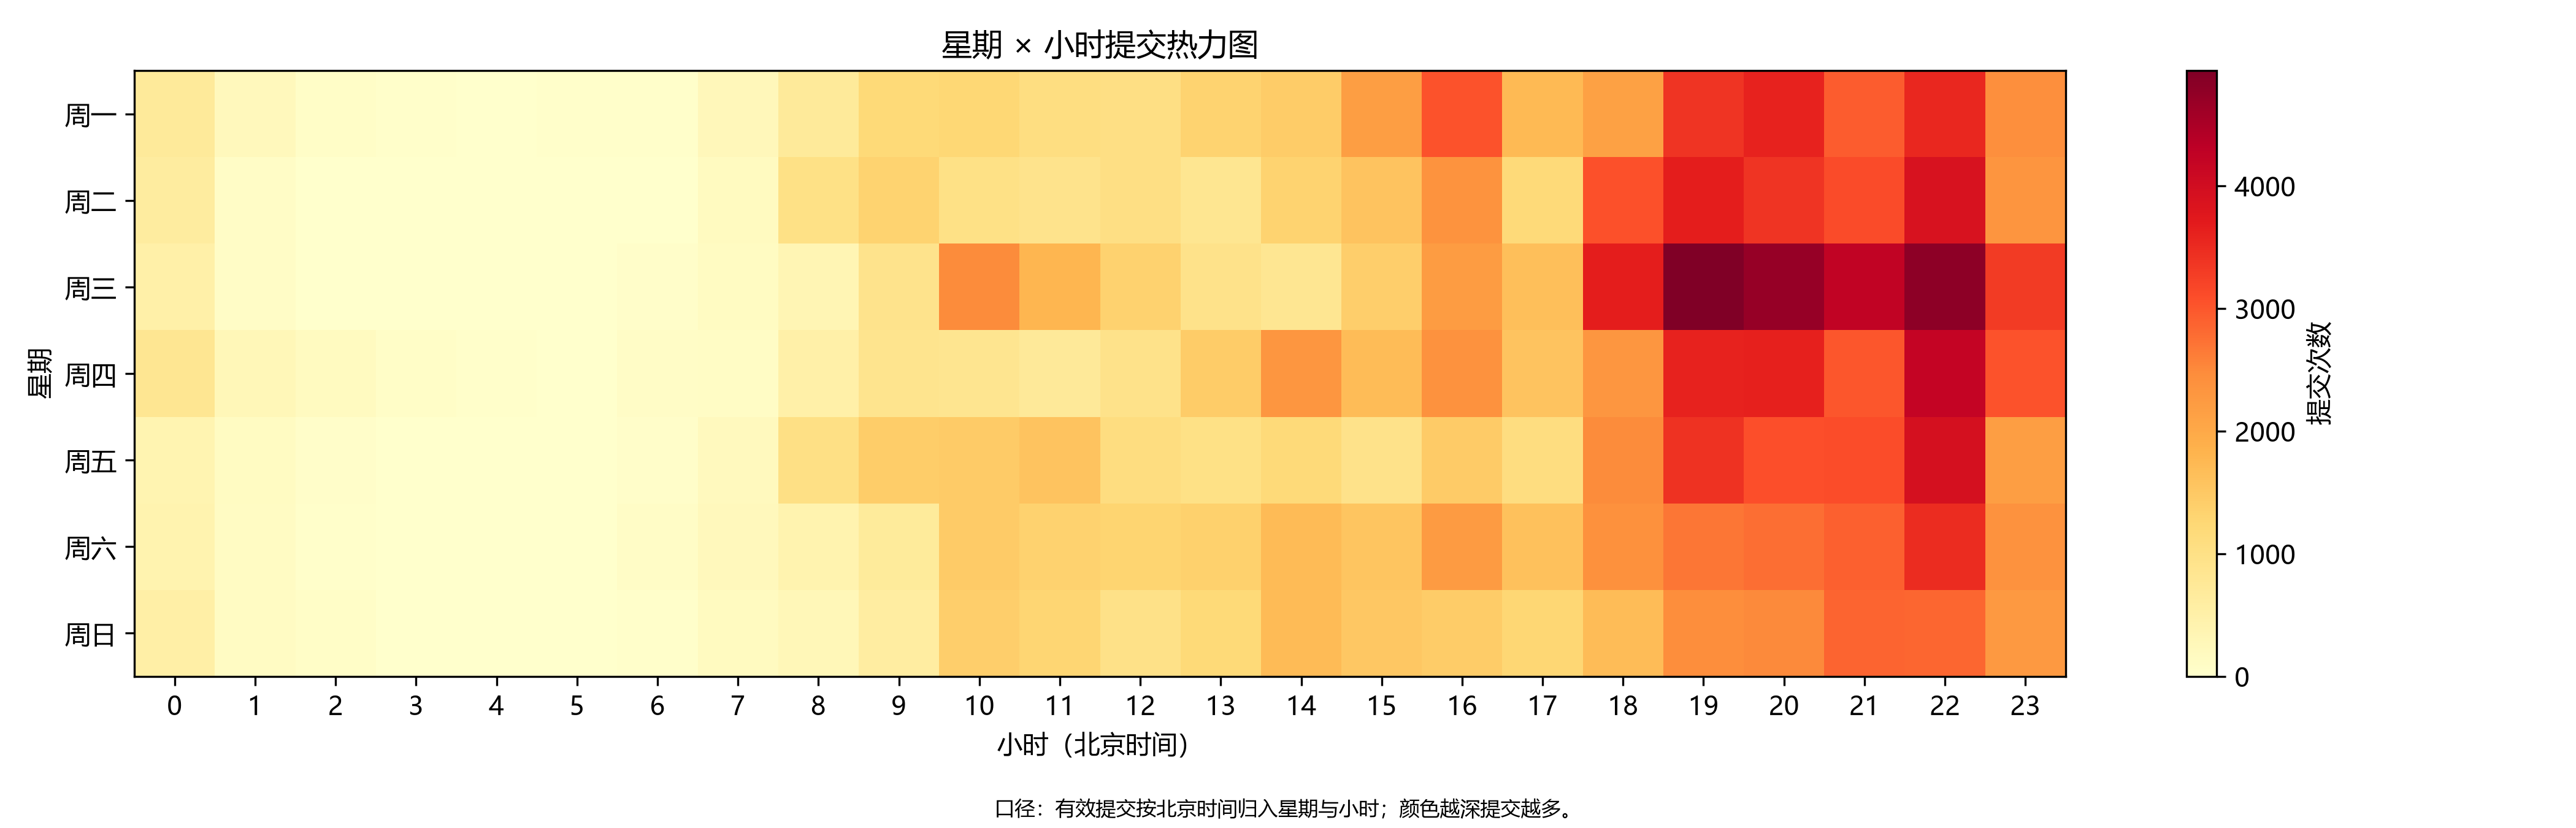 星期 × 小时提交热力图
周一
周二
周三
周四
周五
周六
周日
星期
0 1 2 3 4 5 6 7 8 9 10 11 12 13 14 15 16 17 18 19 20 21 22 23
小时（北京时间）
4000
3000
2000
1000
0
提交次数
口径：有效提交按北京时间归入星期与小时；颜色越深提交越多。